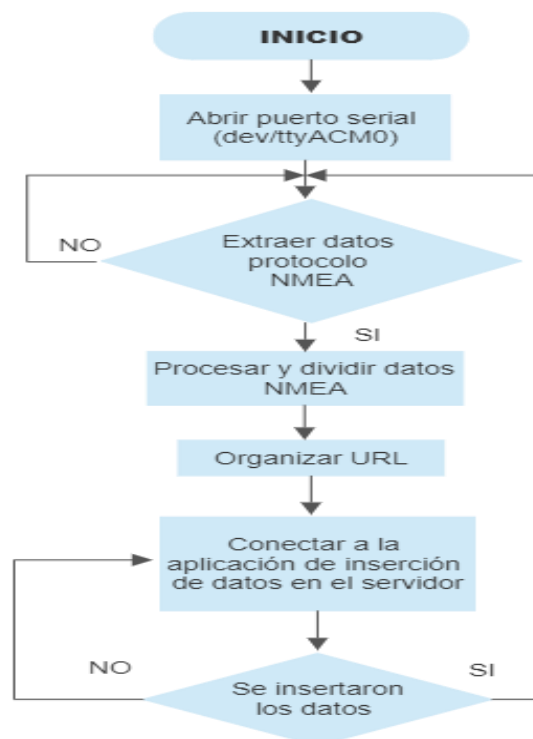 INICIO
Abrir puerto serial
(dev/ttyACM0)
NO
Extraer datos
protocolo
NMEA
SI
Procesar y dividir datos
NMEA
Organizar URL
Conectar a la
aplicación de inserción
de datos en el servidor
NO
SI
Se insertaron
los datos